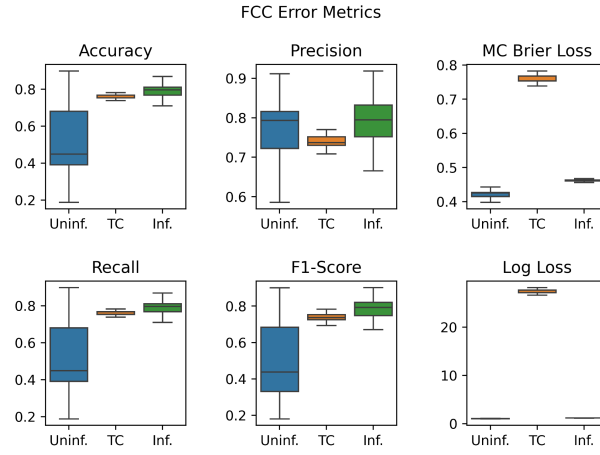 FCC Error Metrics
Accuracy
Precision
MC Brier Loss
0.8
0.6
0.4
0.2
Uninf. TC Inf.
0.9
0.8
0.7
0.6
Uninf. TC Inf.
0.8
0.7
0.6
0.5
0.4
Uninf. TC Inf.
Recall
F1-Score
Log Loss
0.8
0.6
0.4
0.2
Uninf. TC Inf.
0.8
0.6
0.4
0.2
Uninf. TC Inf.
20
10
0
Uninf. TC Inf.